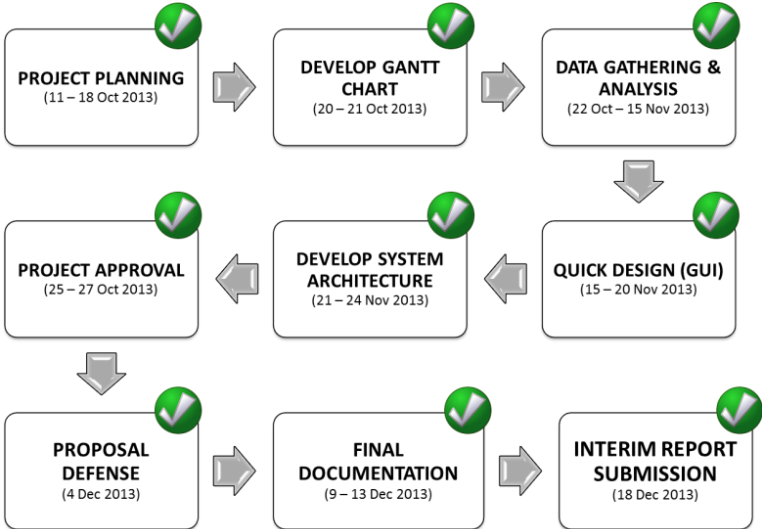 PROJECT PLANNING
(11 – 18 Oct 2013)
DEVELOP GANTT
CHART
(20 – 21 Oct 2013)
DATA GATHERING &
ANALYSIS
(22 Oct – 15 Nov 2013)
QUICK DESIGN (GUI)
(15 – 20 Nov 2013)
DEVELOP SYSTEM
ARCHITECTURE
(21 – 24 Nov 2013)
PROJECT APPROVAL
(25 – 27 Oct 2013)
PROPOSAL
DEFENSE
(4 Dec 2013)
FINAL
DOCUMENTATION
(9 – 13 Dec 2013)
INTERIM REPORT
SUBMISSION
(18 Dec 2013)